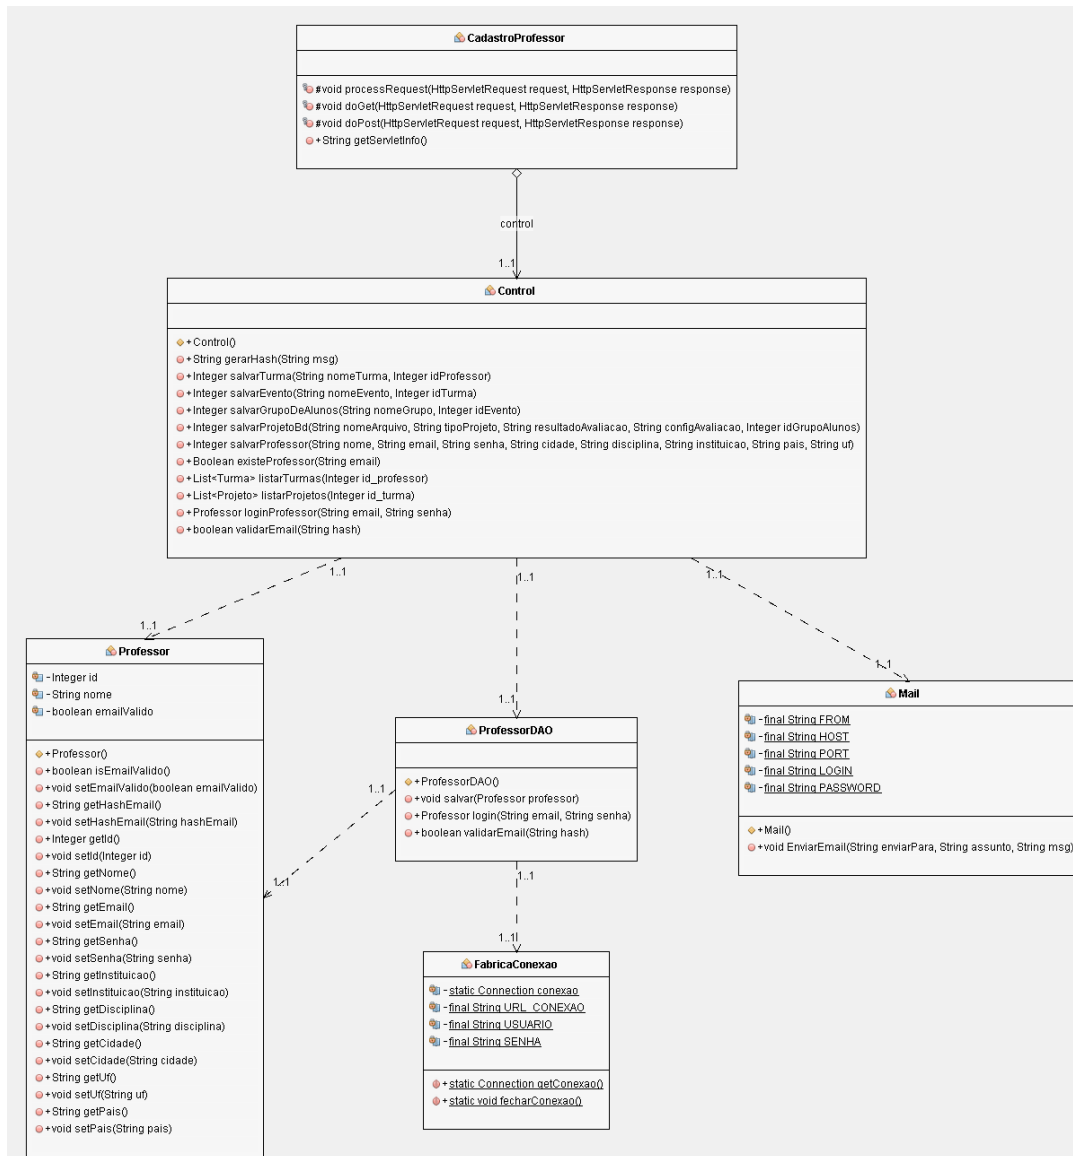 CadastroProfessor
#void processRequest(HttpServletRequest request, HttpServletResponse response)
#void doGet(HttpServletRequest request, HttpServletResponse response)
#void doPost(HttpServletRequest request, HttpServletResponse response)
+String getServletInfo()
control
1..1
Control
+Control()
+String gerarHash(String msg)
+Integer salvarTurma(String nomeTurma, Integer idProfessor)
+Integer salvarEvento(String nomeEvento, Integer idTurma)
+Integer salvarGrupoDeAlunos(String nomeGrupo, Integer idEvento)
+Integer salvarProjetoBd(String nomeArquivo, String tipoProjeto, String resultadoAvaliacao, String configAvaliacao, Integer idGrupoAlunos)
+Integer salvarProfessor(String nome, String email, String senha, String cidade, String disciplina, String instituicao, String pais, String uf)
+Boolean existeProfessor(String email)
+List<Turma> listarTurmas(Integer id_professor)
+List<Projeto> listarProjetos(Integer id_turma)
+Professor loginProfessor(String email, String senha)
+boolean validarEmail(String hash)
1..1
1..1
1..1
1..1
1..1
1..1
Professor
-Integer id
-String nome
-boolean emailValido
+Professor()
+boolean isEmailValido()
+void setEmailValido(boolean emailValido)
+String getHashEmail()
+void setHashEmail(String hashEmail)
+Integer getId()
+void setId(Integer id)
+String getNome()
+void setNome(String nome)
+String getEmail()
+void setEmail(String email)
+String getSenha()
+void setSenha(String senha)
+String getInstituicao()
+void setInstituicao(String instituicao)
+String getDisciplina()
+void setDisciplina(String disciplina)
+String getCidade()
+void setCidade(String cidade)
+String getUf()
+void setUf(String uf)
+String getPais()
+void setPais(String pais)
ProfessorDAO
+ProfessorDAO()
+void salvar(Professor professor)
+Professor login(String email, String senha)
+boolean validarEmail(String hash)
1..1
1..1
1..1
1..1
Mail
-final String FROM
-final String HOST
-final String PORT
-final String LOGIN
-final String PASSWORD
+Mail()
+void EnviarEmail(String enviarPara, String assunto, String msg)
FabricaConexao
-static Connection conexao
-final String URL_CONEXAO
-final String USUARIO
-final String SENHA
+static Connection getConexao()
+static void fecharConexao()